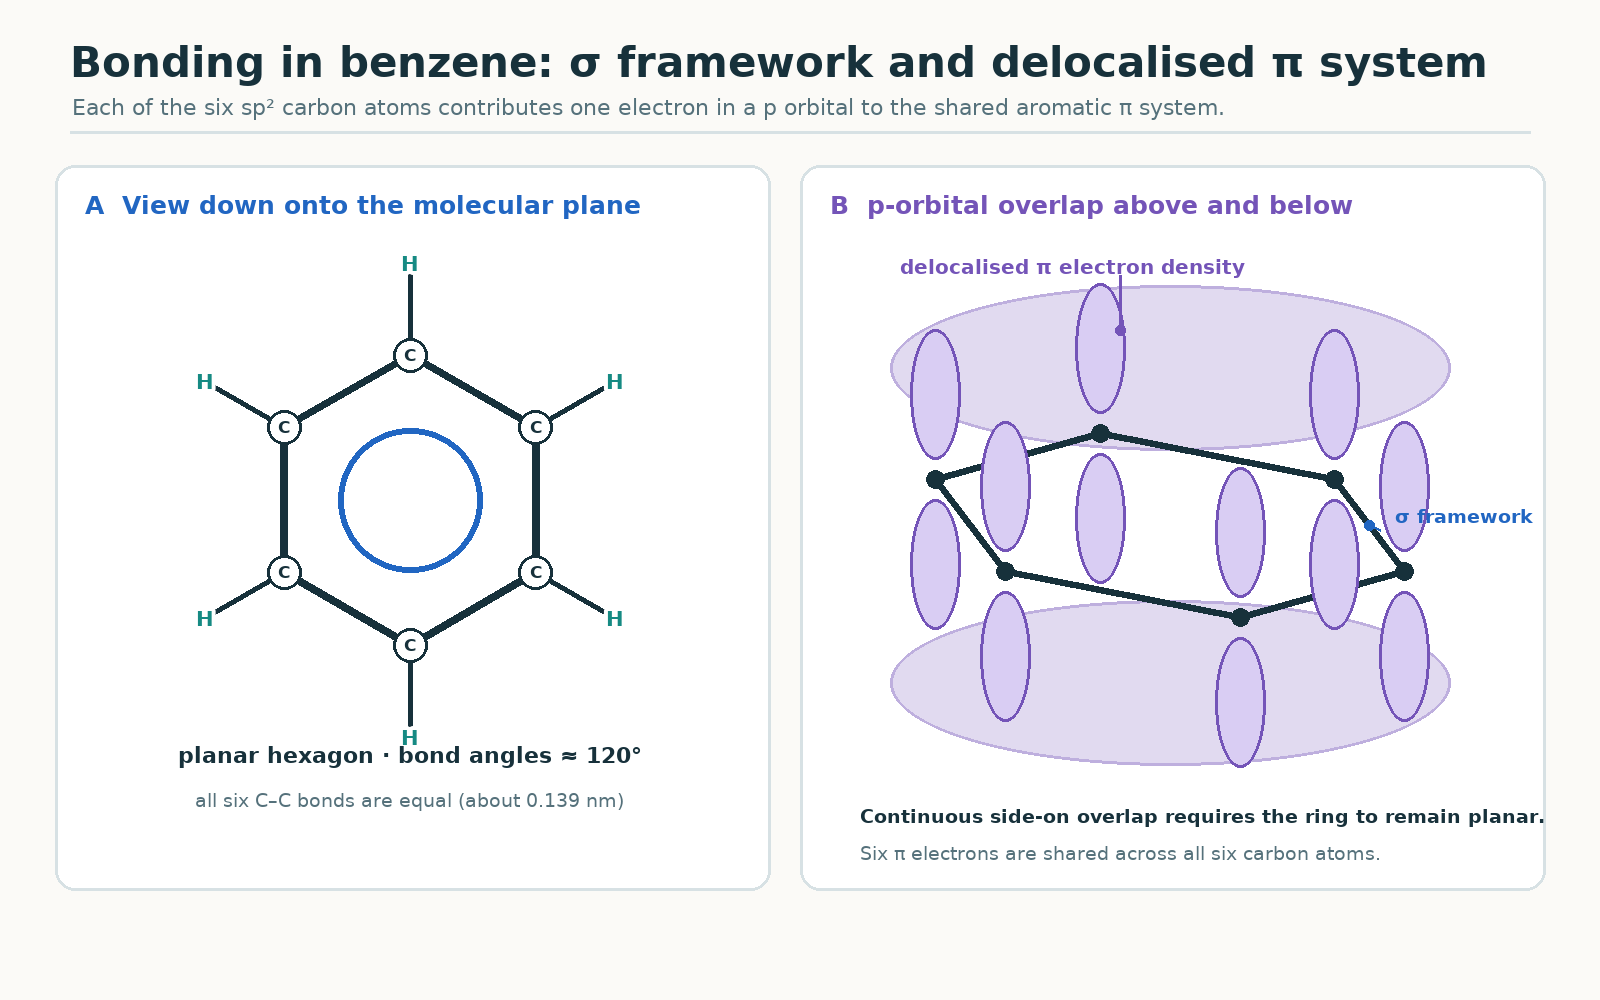 Bonding in benzene: σ framework and delocalised π system
Each of the six sp² carbon atoms contributes one electron in a p orbital to the shared aromatic π system.
A View down onto the molecular plane
H
C
H
H
C
C
C
C
H
H
C
H
planar hexagon · bond angles ≈ 120°
all six C–C bonds are equal (about 0.139 nm)
B p-orbital overlap above and below
delocalised π electron density
σ framework
Continuous side-on overlap requires the ring to remain planar.
Six π electrons are shared across all six carbon atoms.